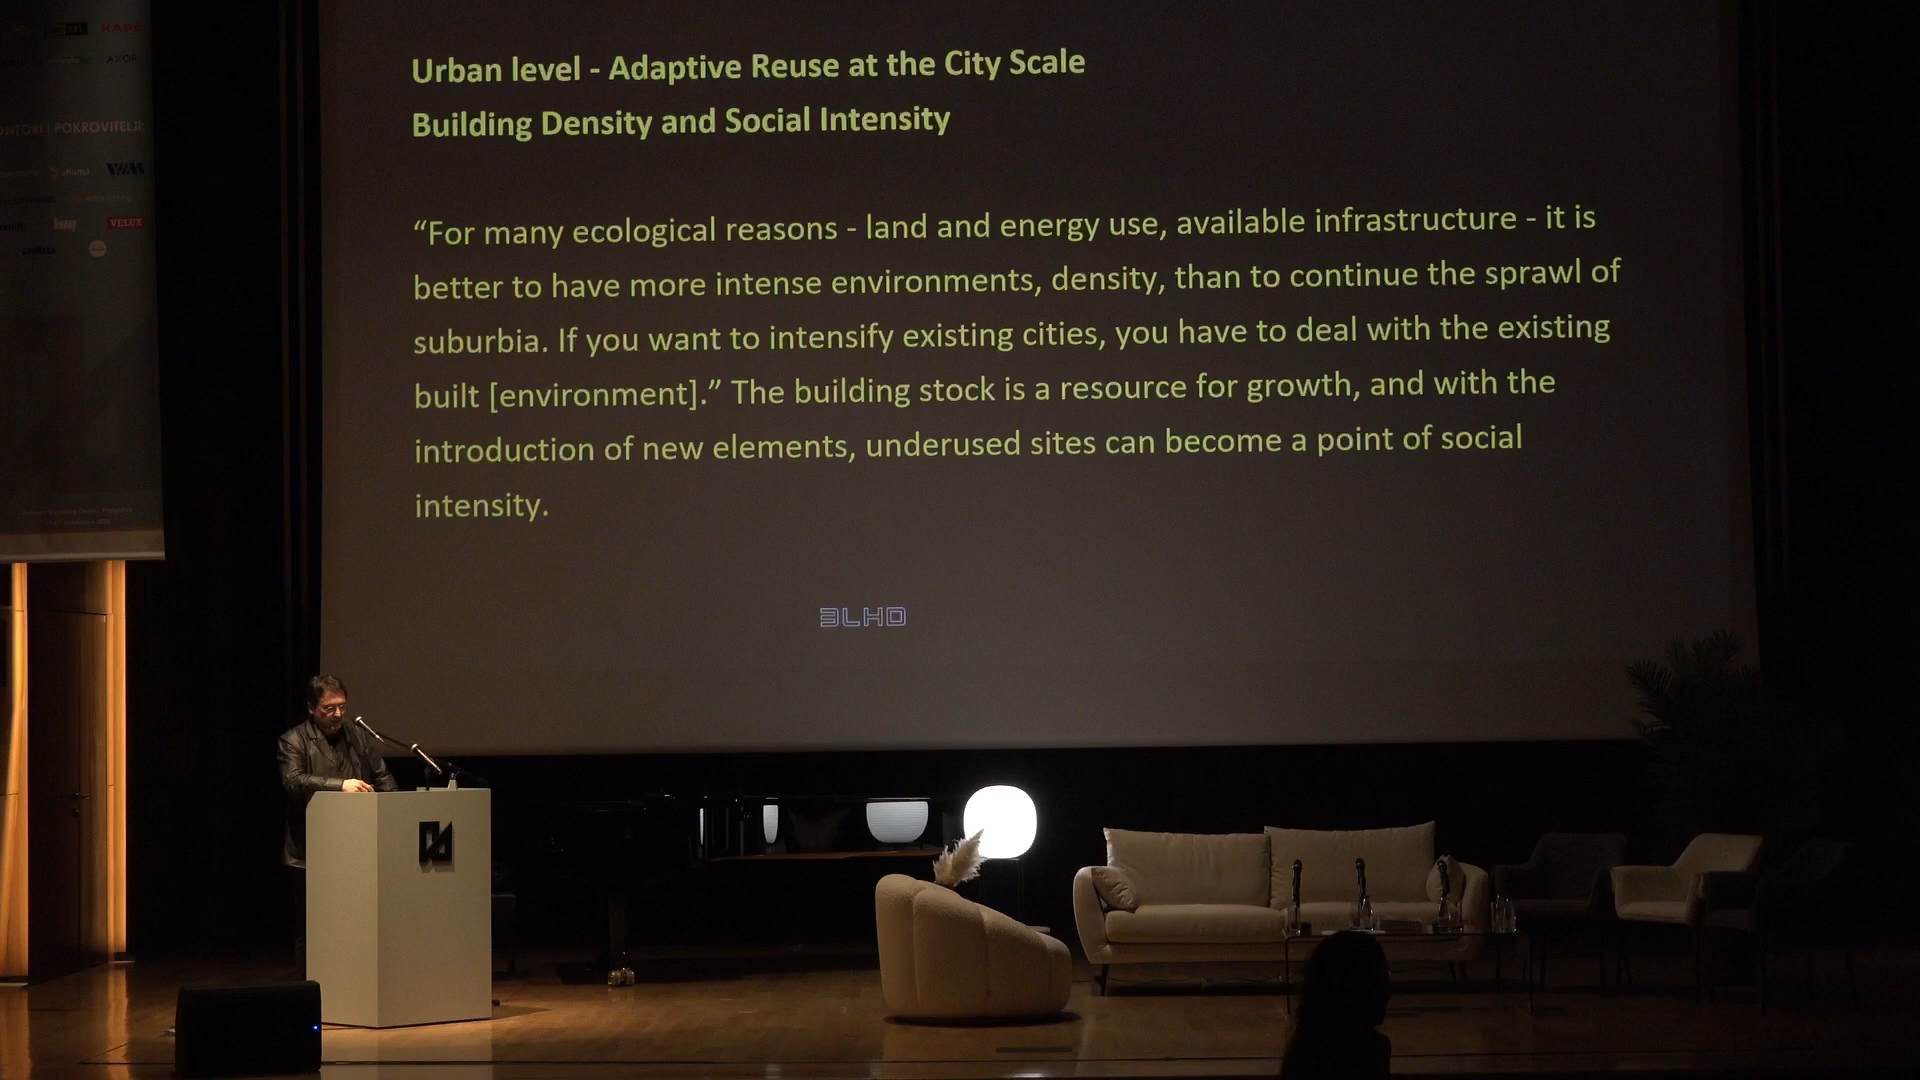 KARE
AXOR
ONTORI I POKROVITELJI:
VELUX
Urban level - Adaptive Reuse at the City Scale
Building Density and Social Intensity
“For many ecological reasons - land and energy use, available infrastructure - it is
better to have more intense environments, density, than to continue the sprawl of
suburbia. If you want to intensify existing cities, you have to deal with the existing
built [environment].” The building stock is a resource for growth, and with the
introduction of new elements, underused sites can become a point of social
intensity.
3LHD